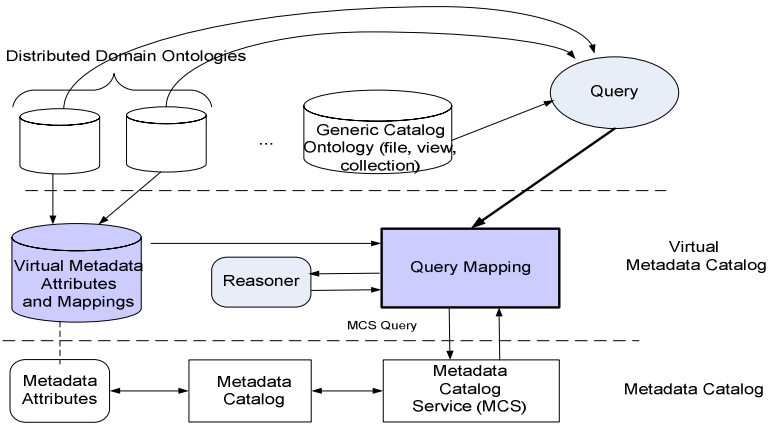 Distributed Domain Ontologies
Query
...
Generic Catalog
Ontology (file, view,
collection)
Virtual Metadata
Attributes
and Mappings
Reasoner
Query Mapping
Virtual
Metadata Catalog
MCS Query
Metadata
Attributes
Metadata
Catalog
Metadata
Catalog
Service (MCS)
Metadata Catalog